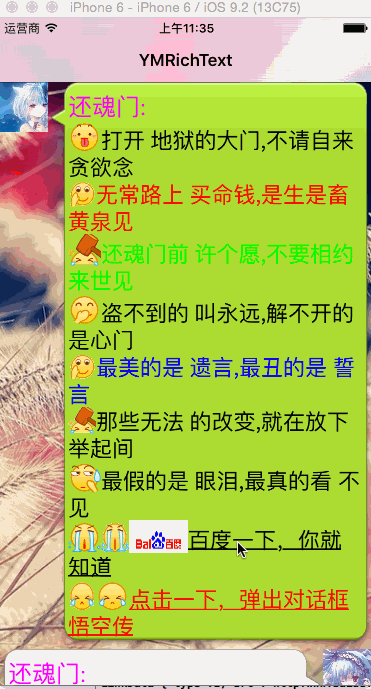 iPhone 6 - iPhone 6 / iOS 9.2 (13C75)
运营商 上午11:35
YMRichText
还魂门:
打开 地狱的大门,不请自来
贪欲念
无常路上 买命钱,是生是畜
黄泉见
还魂门前 许个愿,不要相约
来世见
盗不到的 叫永远,解不开的
是心门
最美的是 遗言,最丑的是 誓
言
那些无法 的改变,就在放下
举起间
最假的是 眼泪,最真的看 不
见
Bai 百度 百度一下, 你就
知道
点击一下, 弹出对话框
悟空传
还魂门: